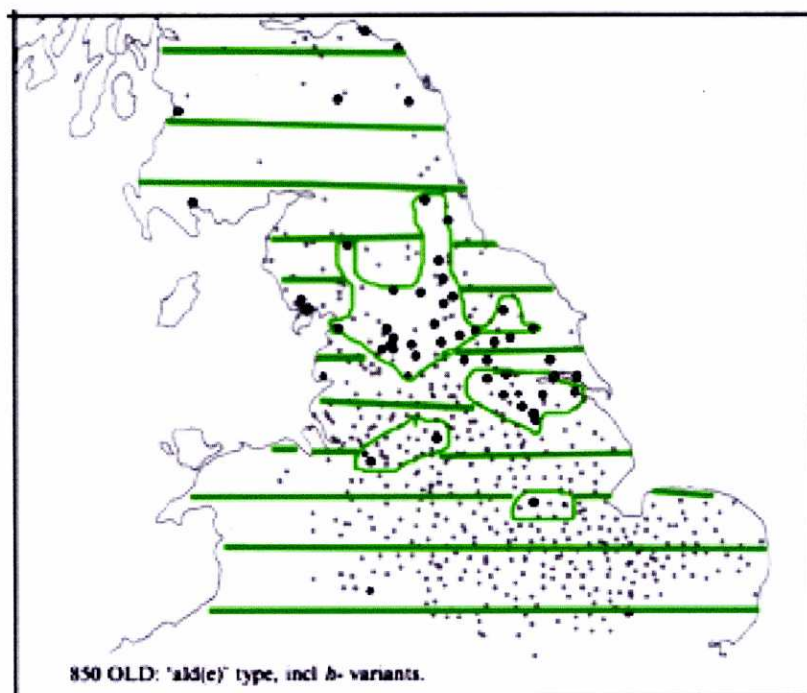 850 OLD: 'ald(e)' type, incl h- variants.